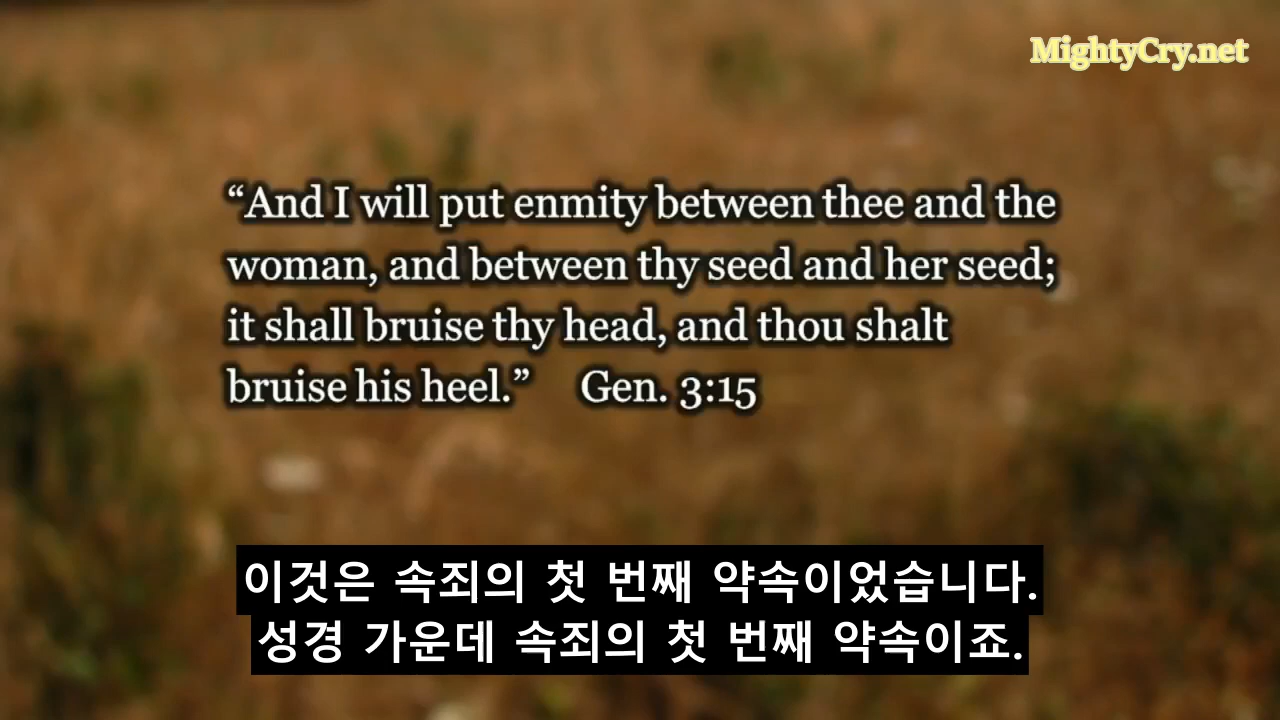 MightyCry.net
“And I will put enmity between thee and the
woman, and between thy seed and her seed;
it shall bruise thy head, and thou shalt
bruise his heel.” Gen. 3:15
이것은 속죄의 첫 번째 약속이었습니다.
성경 가운데 속죄의 첫 번째 약속이죠.